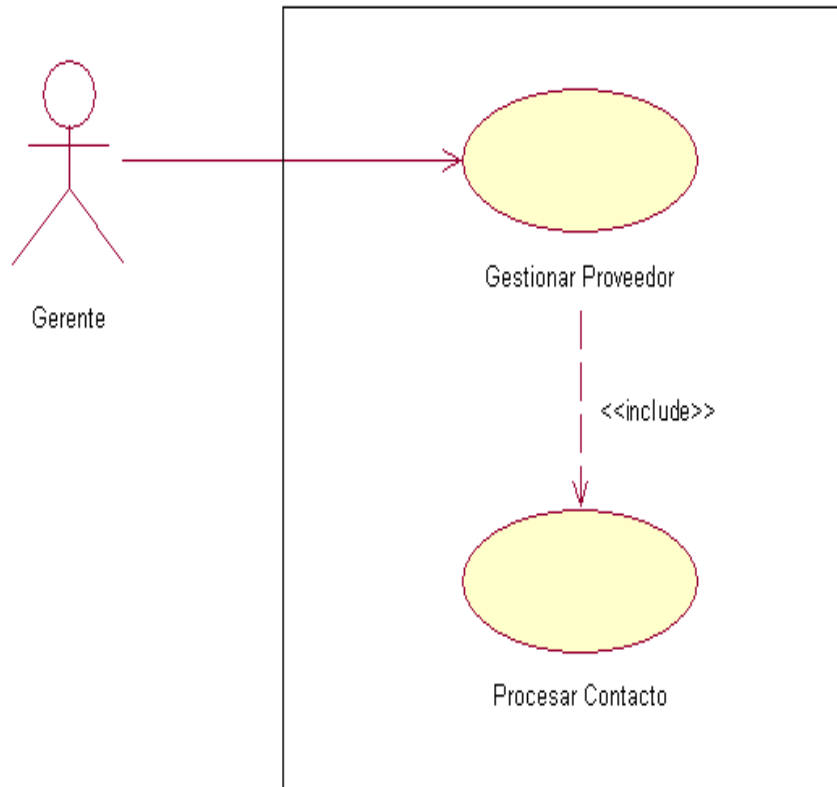 Gestionar Proveedor
Gerente
<<include>>
Procesar Contacto